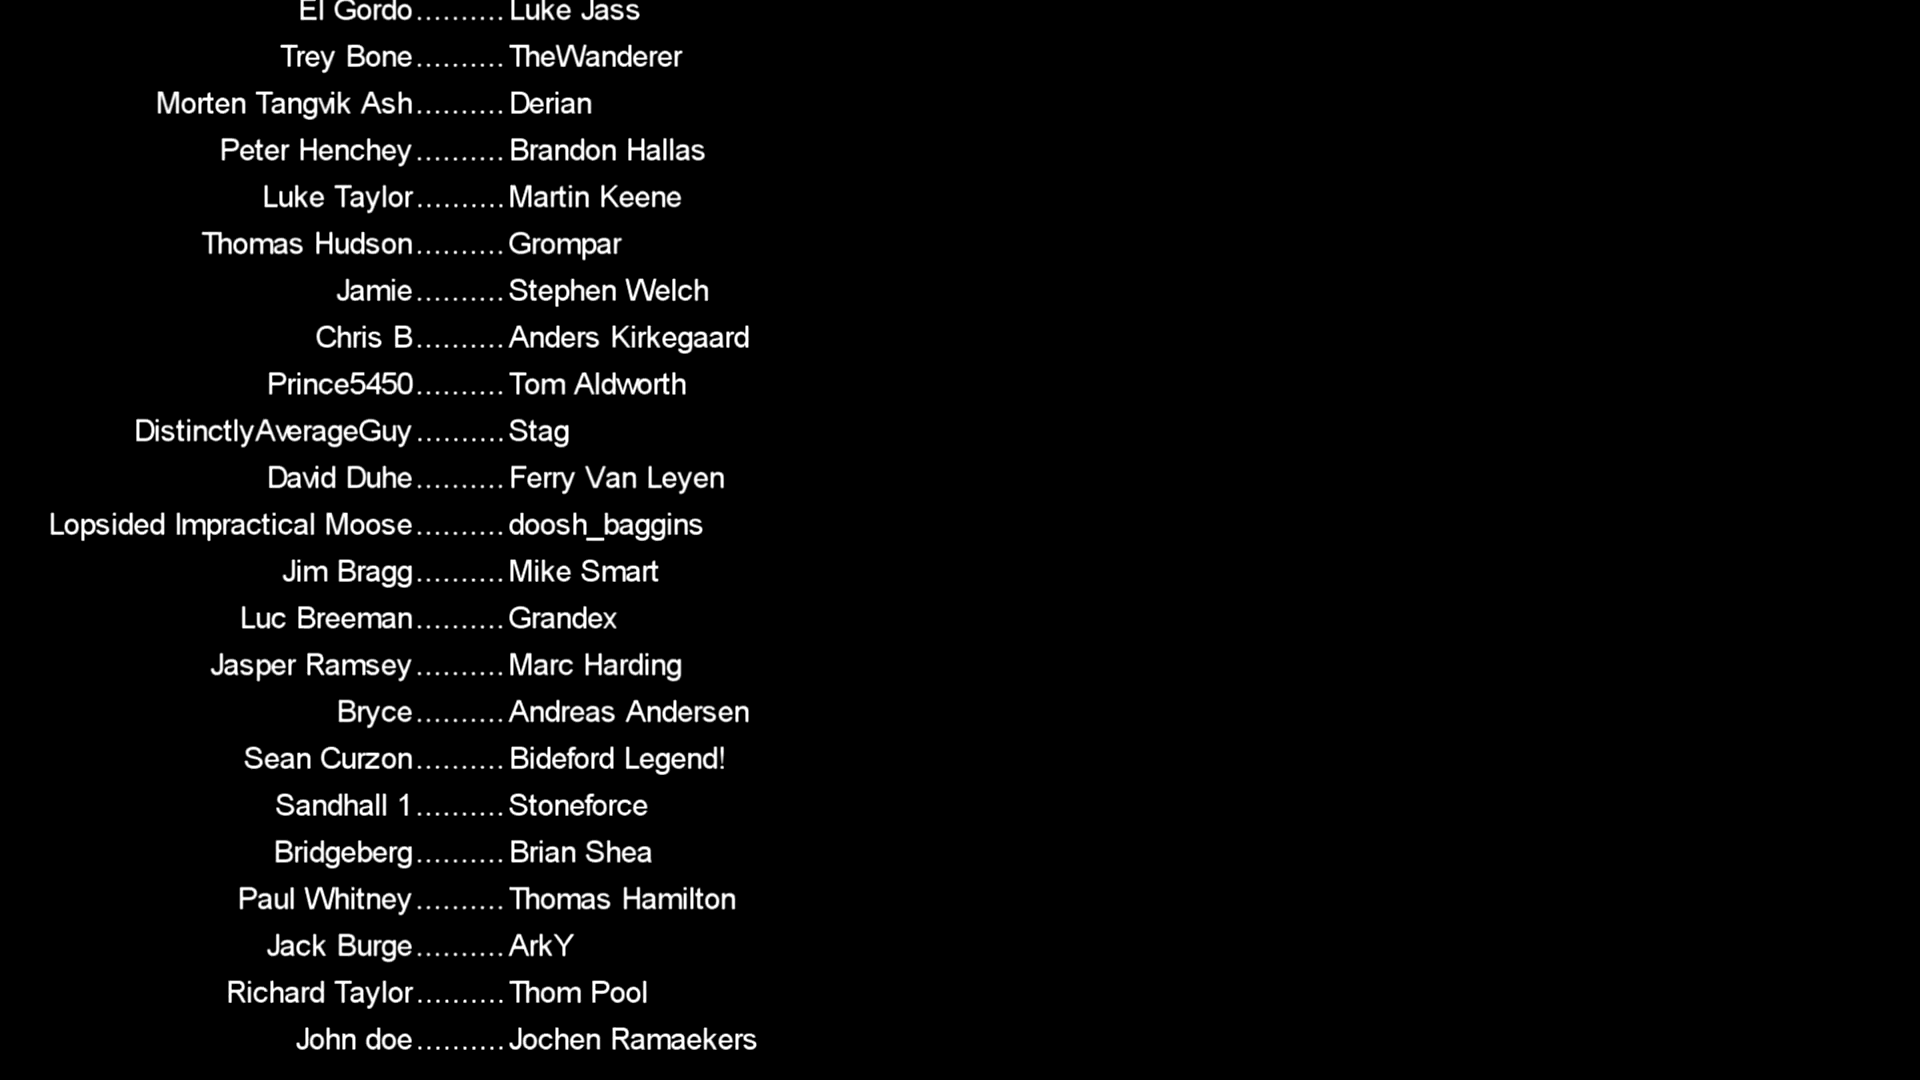 El Gordo..........Luke Jass
Trey Bone..........TheWanderer
Morten Tangvik Ash..........Derian
Peter Henchey..........Brandon Hallas
Luke Taylor..........Martin Keene
Thomas Hudson..........Grompar
Jamie..........Stephen Welch
Chris B..........Anders Kirkegaard
Prince5450..........Tom Aldworth
DistinctlyAverageGuy..........Stag
David Duhe..........Ferry Van Leyen
Lopsided Impractical Moose..........doosh_baggins
Jim Bragg..........Mike Smart
Luc Breeman..........Grandex
Jasper Ramsey..........Marc Harding
Bryce..........Andreas Andersen
Sean Curzon..........Bideford Legend!
Sandhall 1..........Stoneforce
Bridgeberg..........Brian Shea
Paul Whitney..........Thomas Hamilton
Jack Burge..........ArkY
Richard Taylor..........Thom Pool
John doe..........Jochen Ramaekers